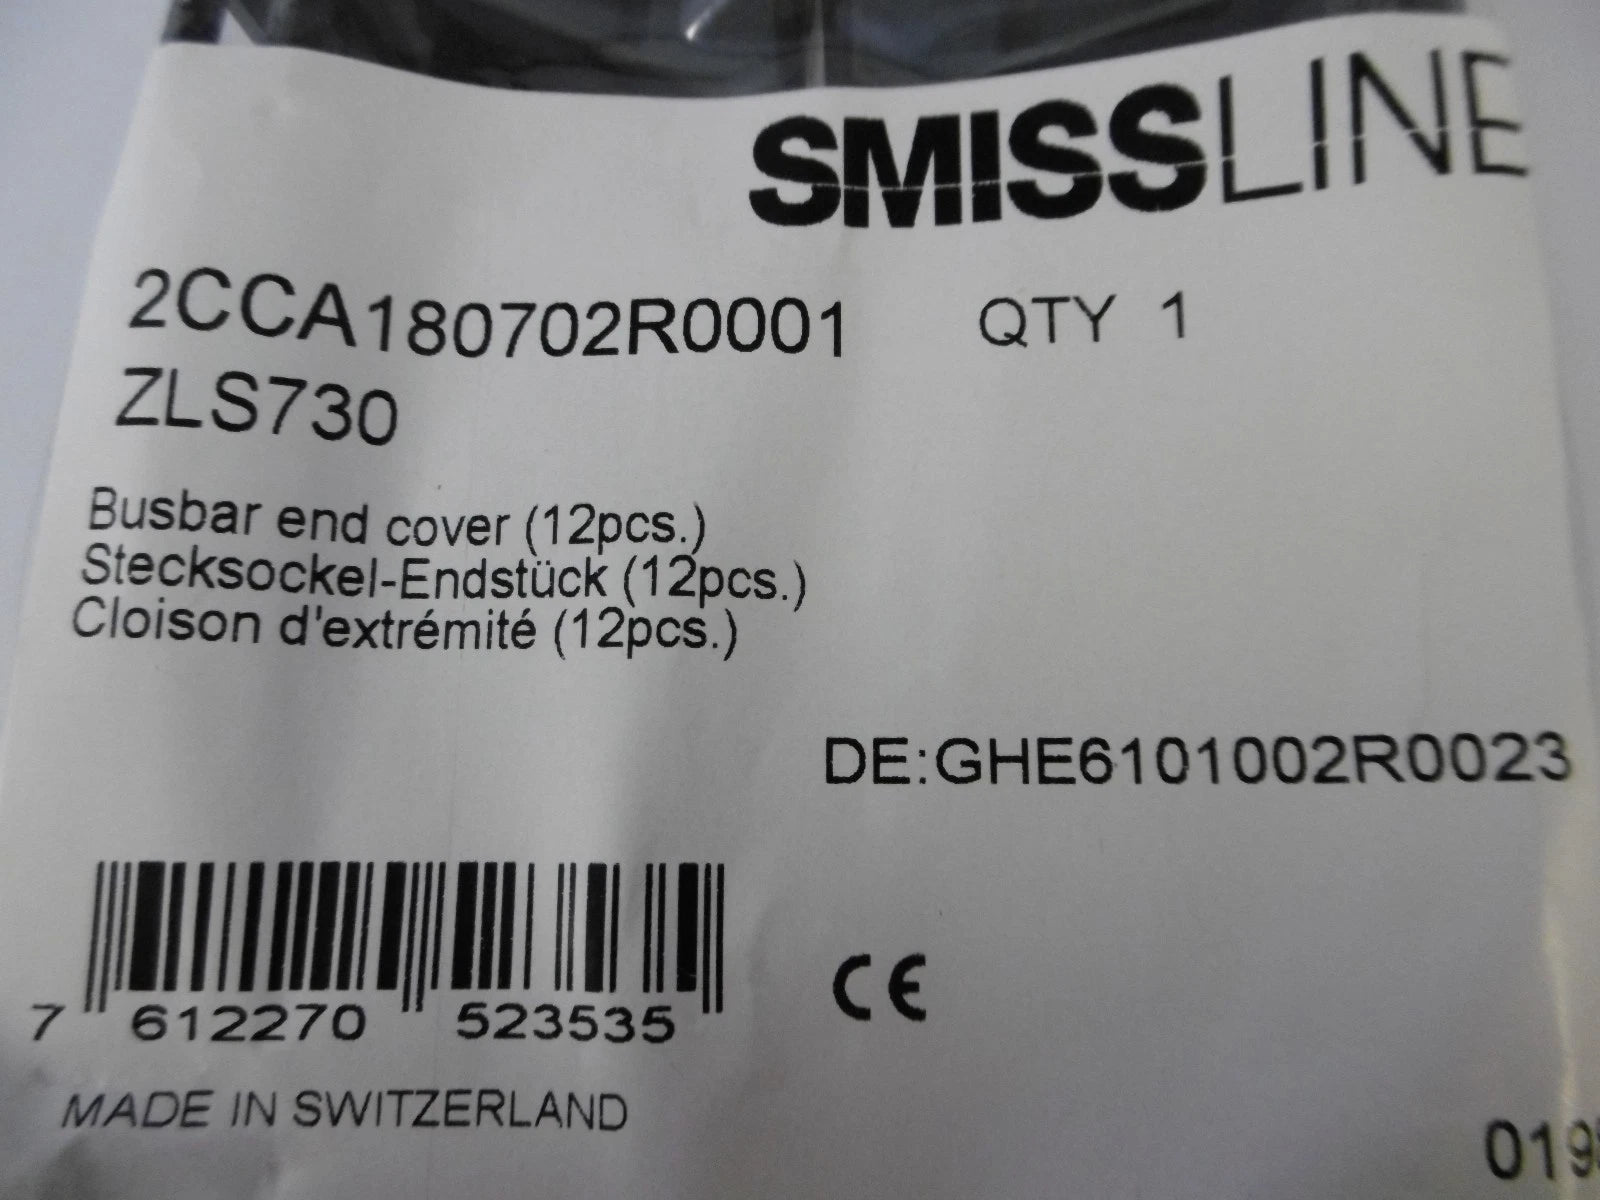 SMISSLINE
2CCA180702R0001 QTY 1
ZLS730
Busbar end cover (12pcs.)
Stecksockel-Endstück (12pcs.)
Cloison d'extrémité (12pcs.)
DE:GHE6101002R0023
7 612270 523535
CE
MADE IN SWITZERLAND